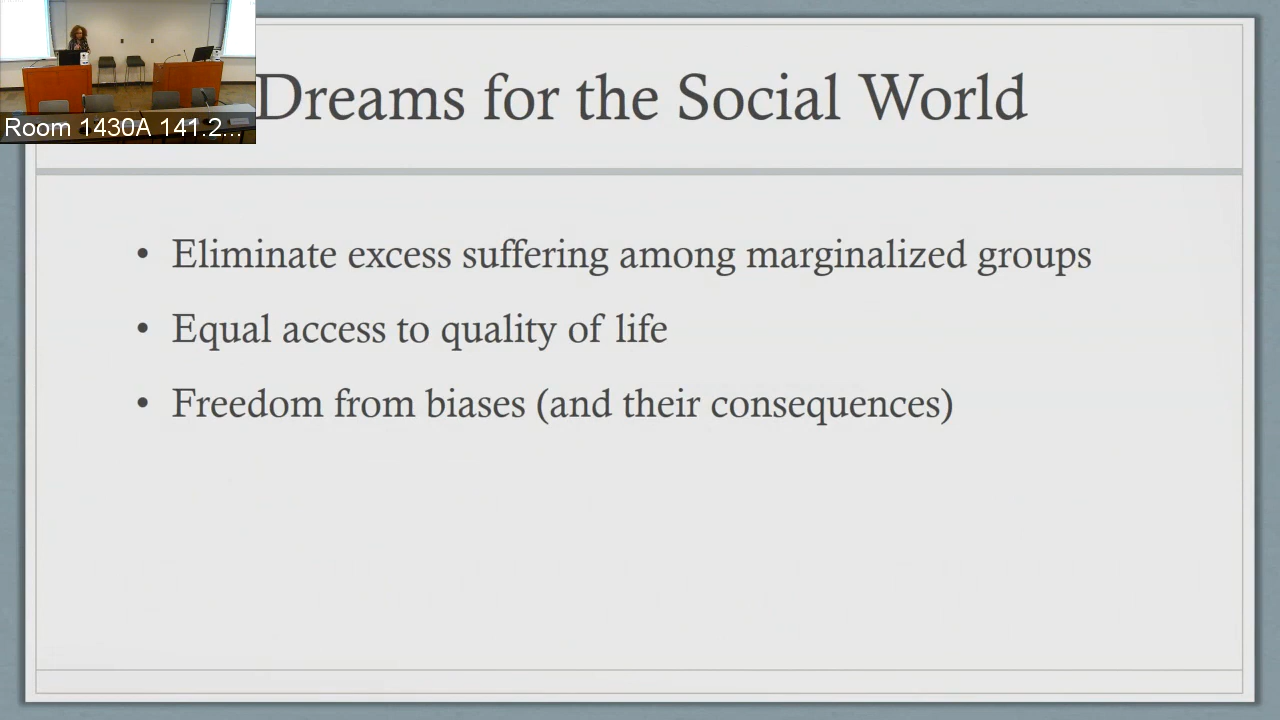 Dreams for the Social World
Room 1430A 141.2...
• Eliminate excess suffering among marginalized groups
• Equal access to quality of life
• Freedom from biases (and their consequences)